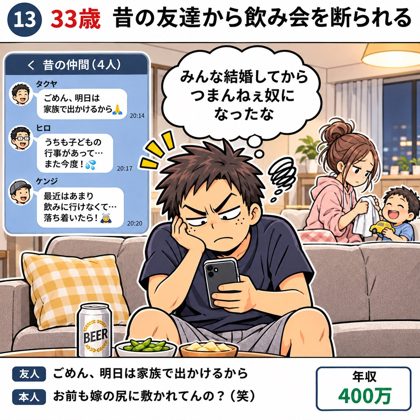 13 33歳 昔の友達から飲み会を断られる
< 昔の仲間（4人）
タクヤ
ごめん、明日は
家族で出かけるから🙏
20:14
ヒロ
うちも子どもの
行事があって…
また今度！💦
20:17
ケンジ
最近はあまり
飲みに行けなくて…
落ち着いたら！🙇
20:20
みんな結婚してから
つまんねぇ奴に
なったな
BEER
友人 ごめん、明日は家族で出かけるから
本人 お前も嫁の尻に敷かれてんの？（笑）
年収
400万